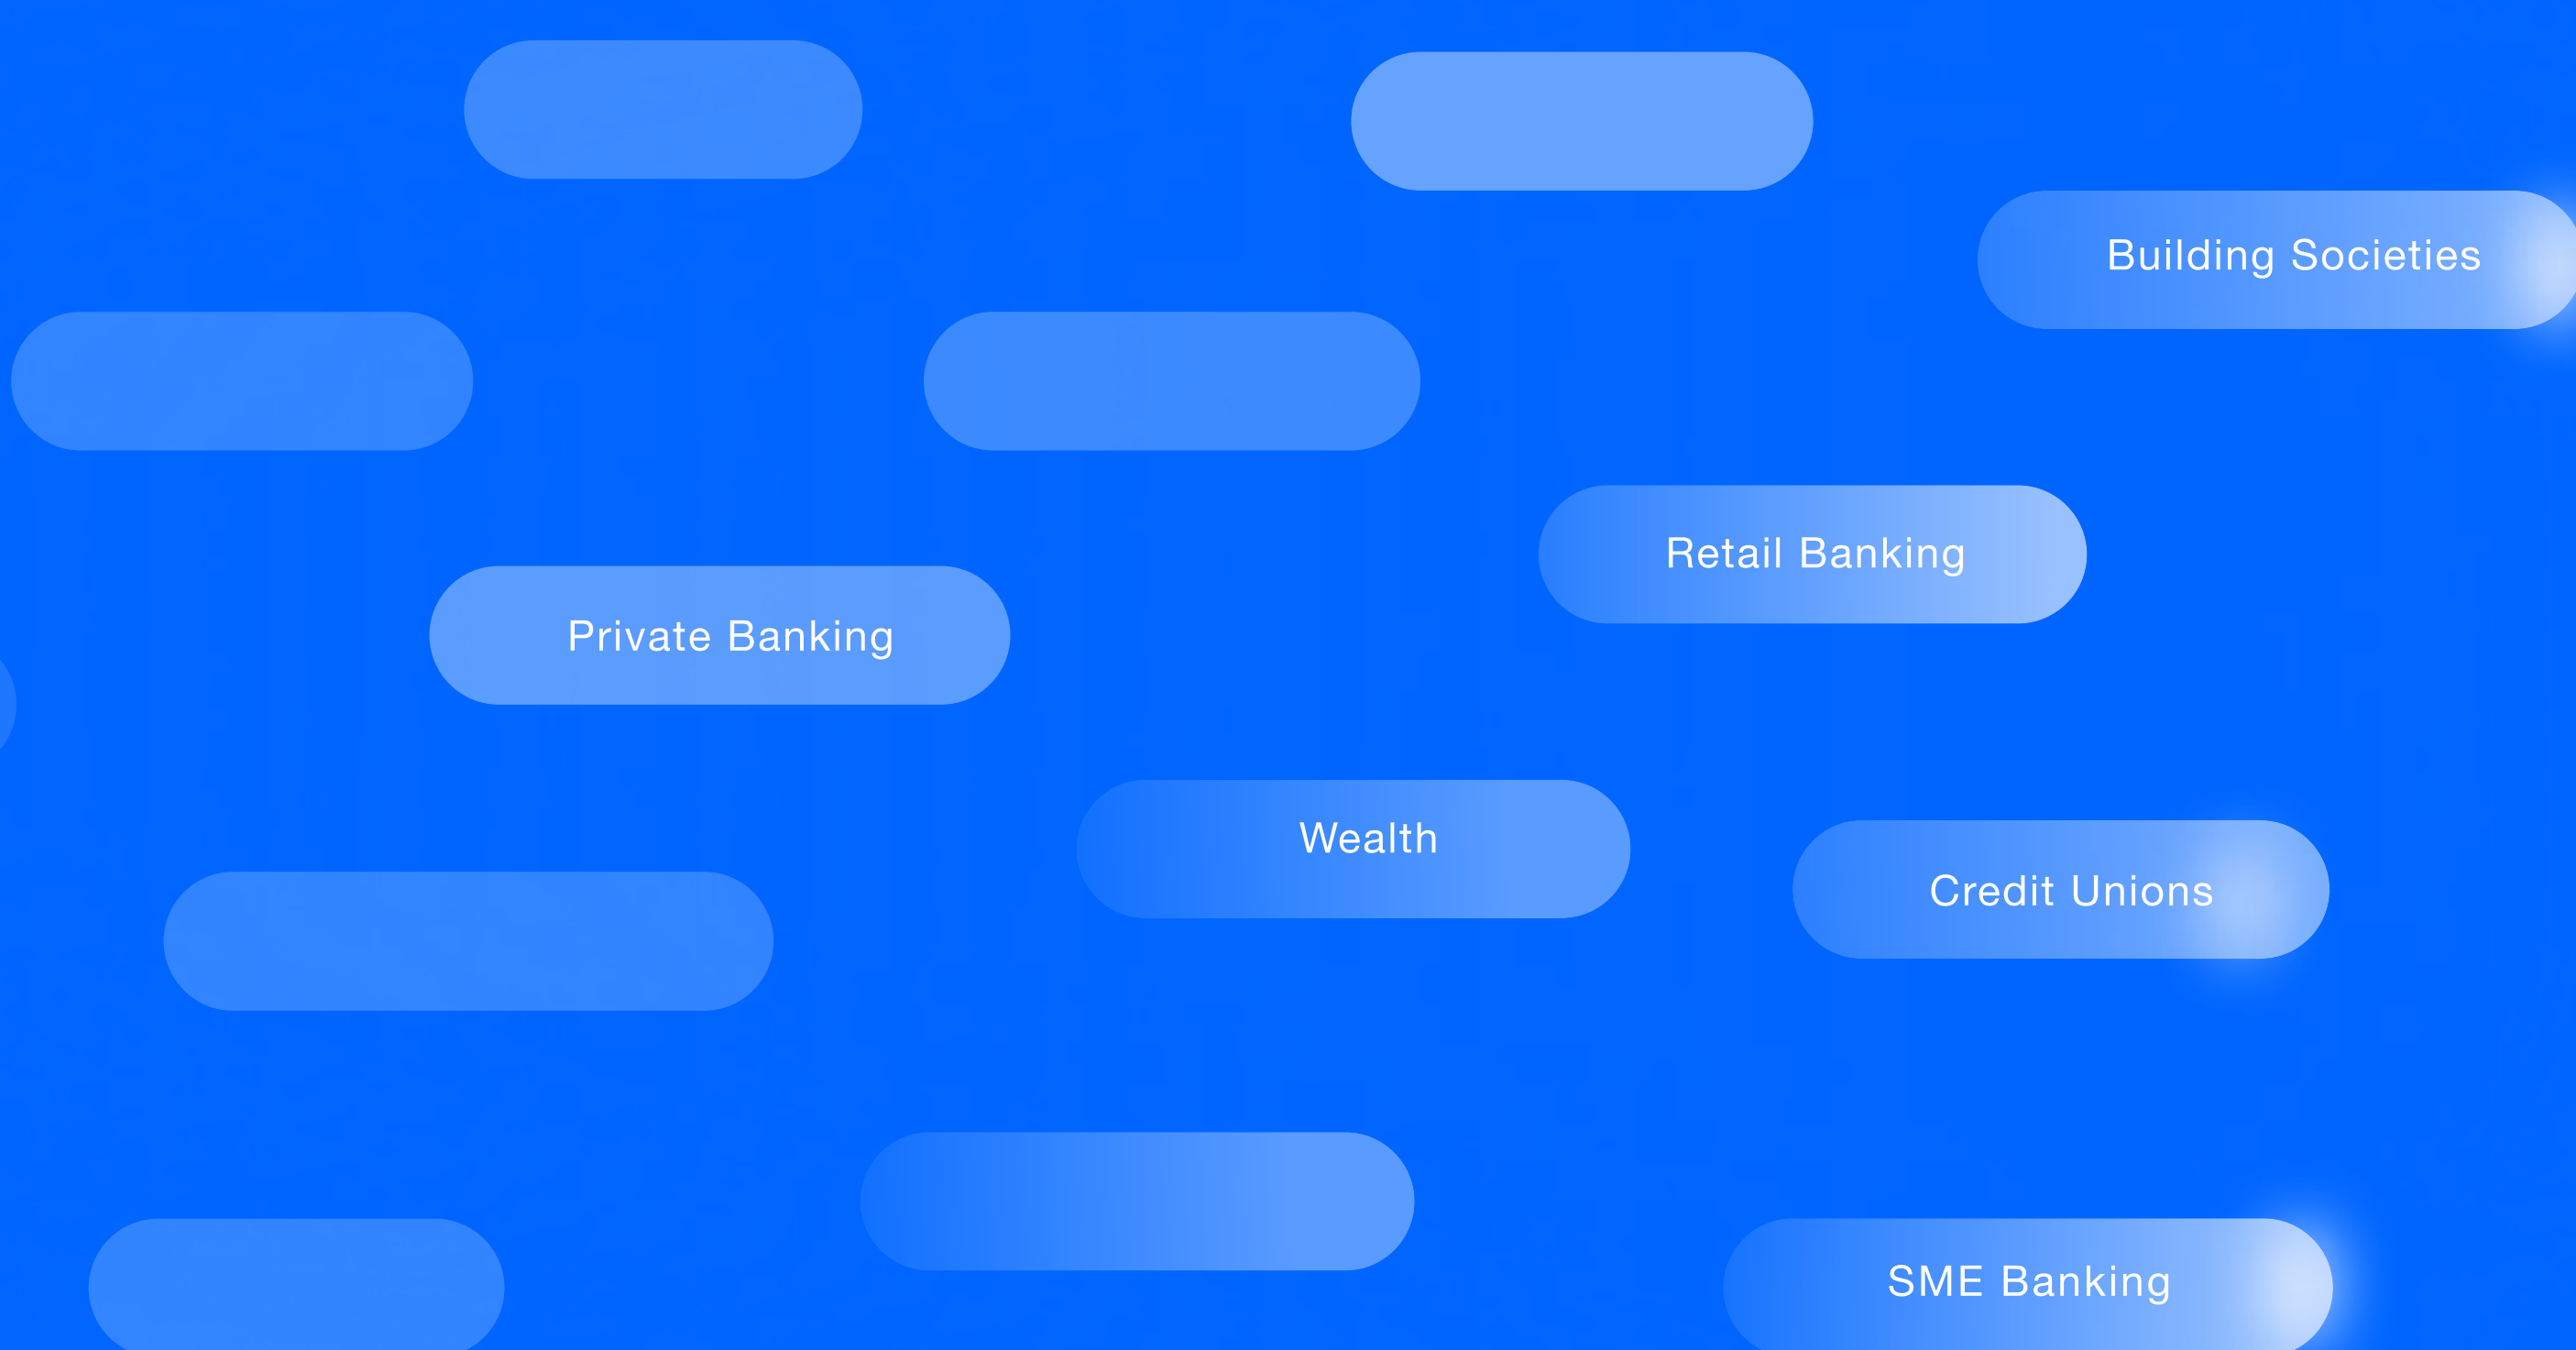 Building Societies
Retail Banking
Private Banking
Wealth
Credit Unions
SME Banking